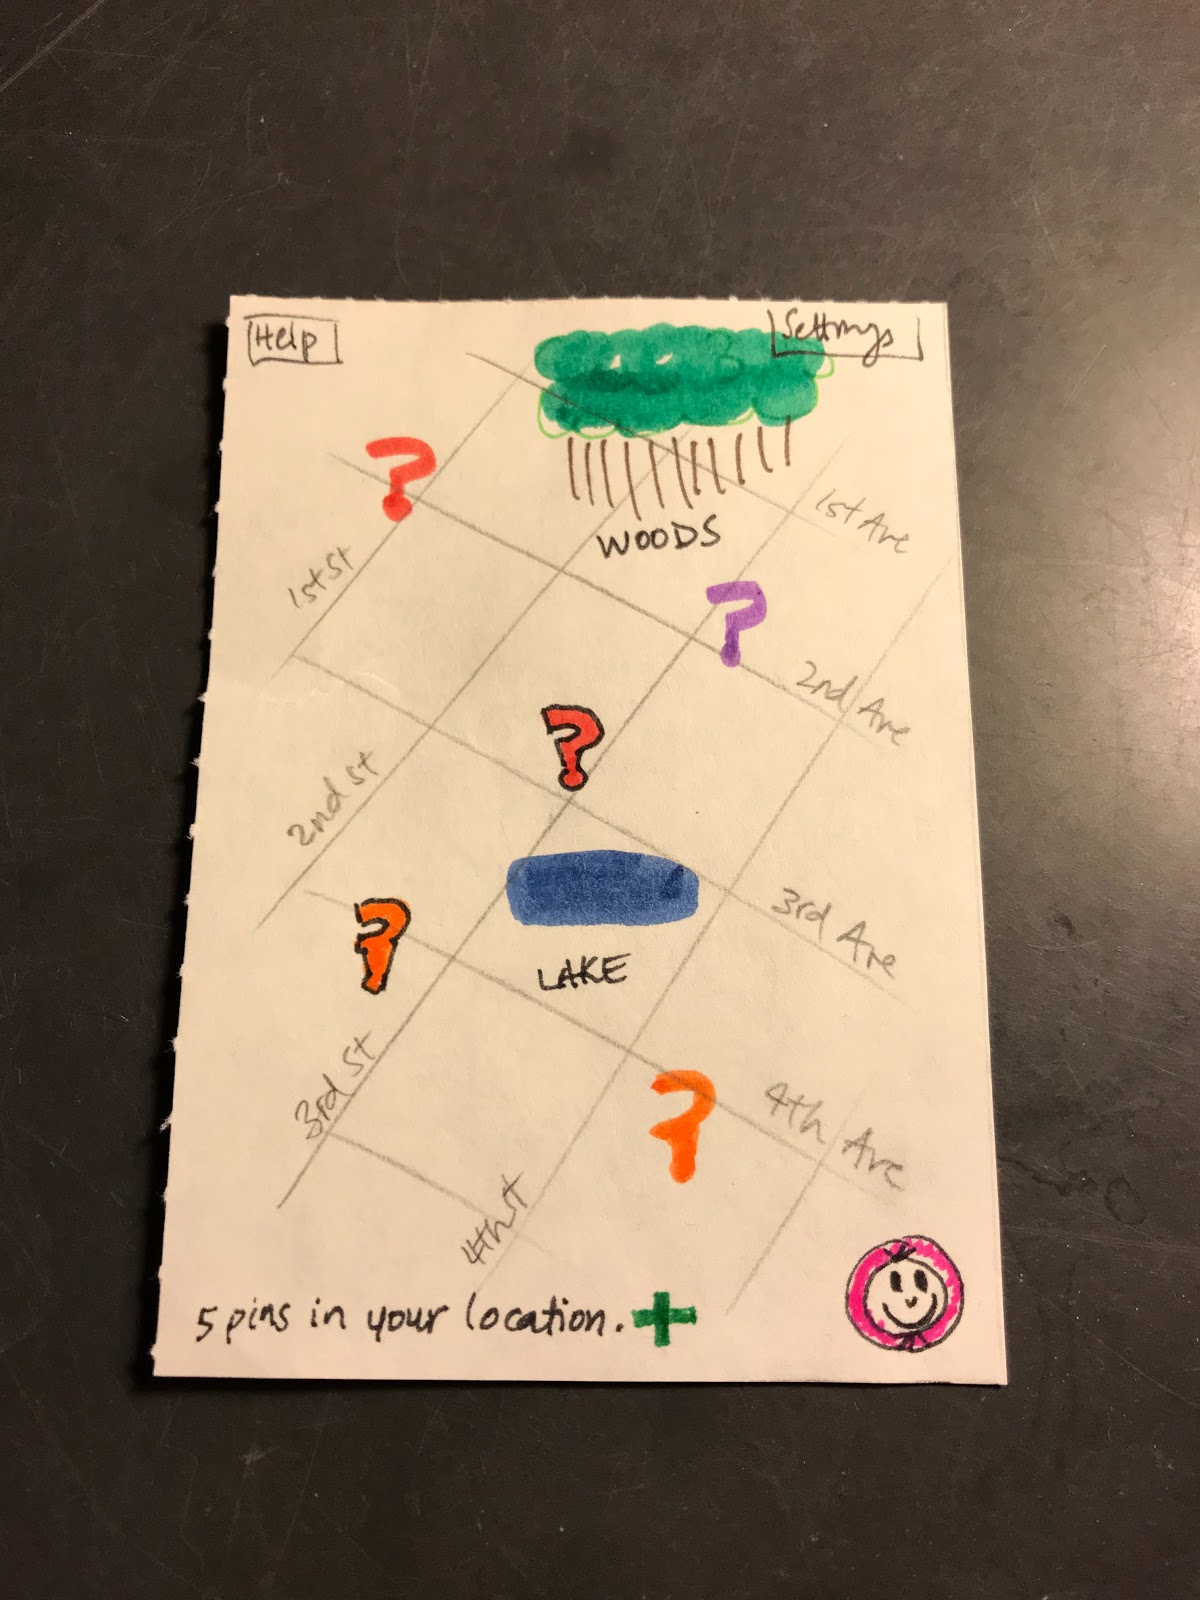 Help
Settings
1st Ave
WOODS
1st St
2nd Ave
2nd St
3rd Ave
LAKE
3rd St
4th Ave
4th St
5 pins in your location. +